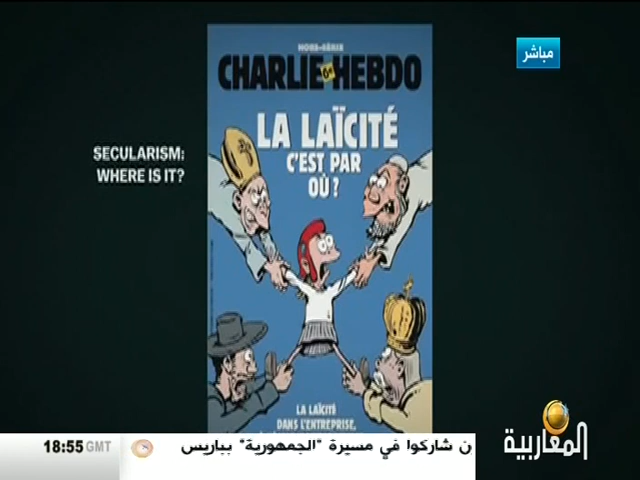 مباشر
HORS-SÉRIE
CHARLIE HEBDO
6€
LA LAÏCITÉ
C'EST PAR
OÙ?
SECULARISM:
WHERE IS IT?
LA LAÏCITÉ
DANS L'ENTREPRISE,
المغاربية
18:55 GMT
ن شاركوا في مسيرة "الجمهورية" بباريس